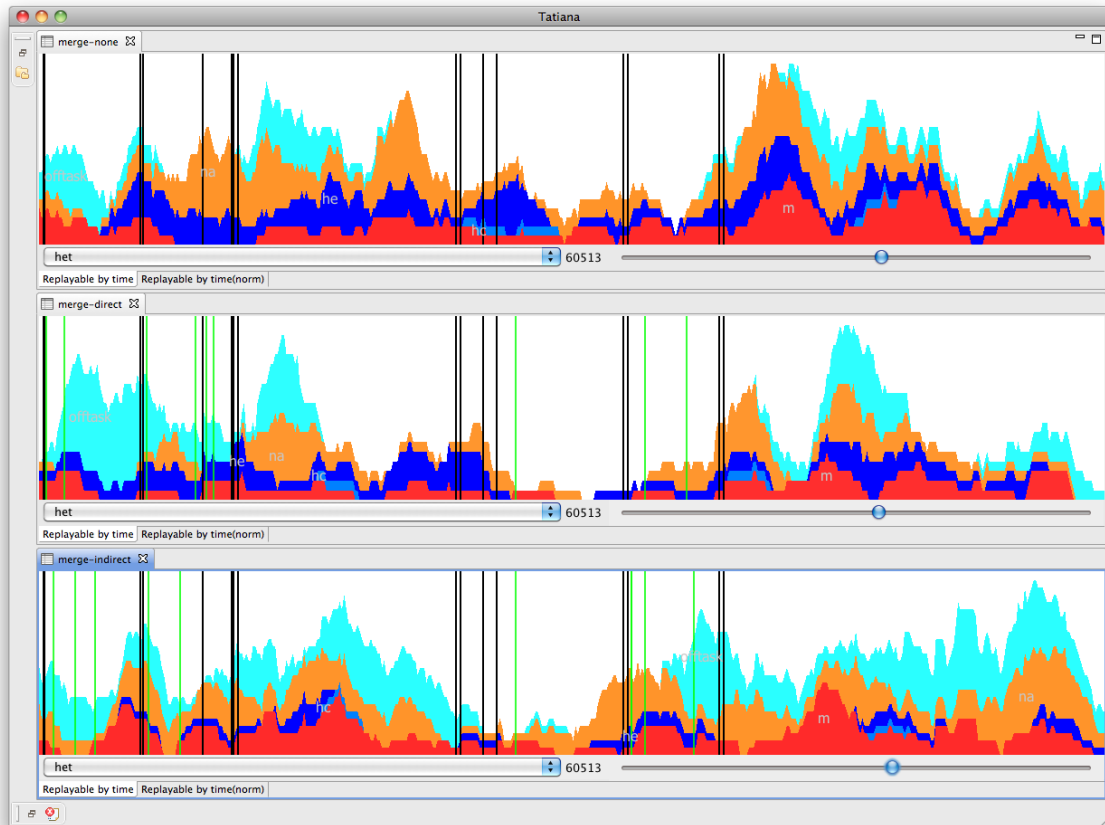 Tatiana
merge-none
offtask
na
he
hc
m
het 60513
Replayable by time Replayable by time(norm)
merge-direct
offtask
he
na
hc
m
het 60513
Replayable by time Replayable by time(norm)
merge-indirect
hc
he
offtask
m
na
het 60513
Replayable by time Replayable by time(norm)